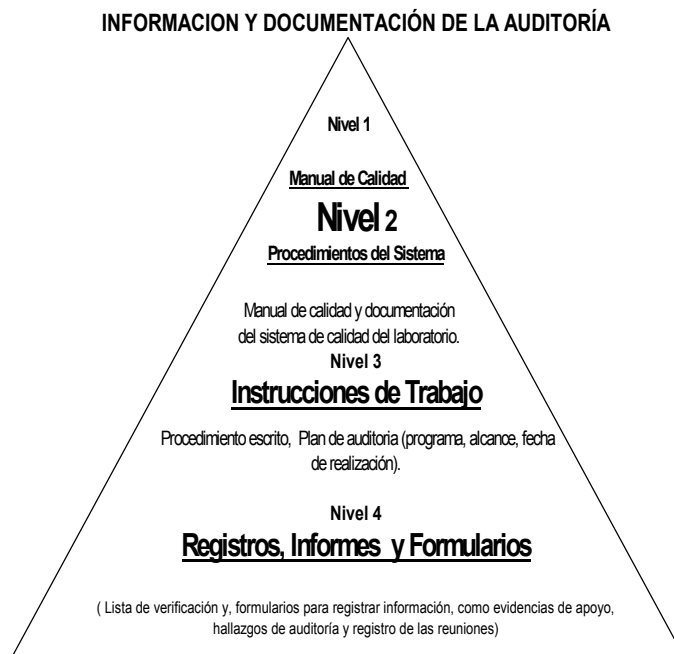 INFORMACION Y DOCUMENTACIÓN DE LA AUDITORÍA
Nivel 1
Manual de Calidad
Nivel 2
Procedimientos del Sistema
Manual de calidad y documentación
del sistema de calidad del laboratorio.
Nivel 3
Instrucciones de Trabajo
Procedimiento escrito, Plan de auditoria (programa, alcance, fecha
de realización).
Nivel 4
Registros, Informes y Formularios
( Lista de verificación y, formularios para registrar información, como evidencias de apoyo,
hallazgos de auditoría y registro de las reuniones)